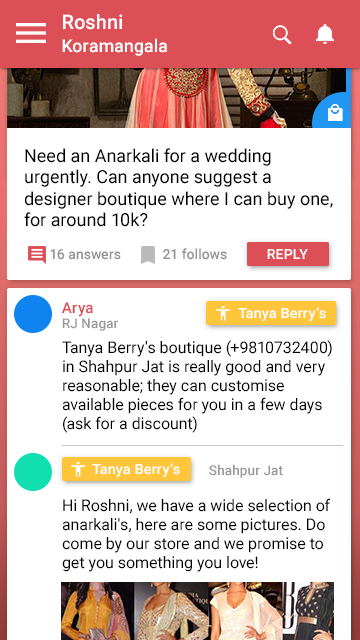 Roshni
Koramangala
Need an Anarkali for a wedding
urgently. Can anyone suggest a
designer boutique where I can buy one,
for around 10k?
16 answers
21 follows
REPLY
Arya
RJ Nagar
Tanya Berry's
Tanya Berry's boutique (+9810732400)
in Shahpur Jat is really good and very
reasonable; they can customise
available pieces for you in a few days
(ask for a discount)
Tanya Berry's
Shahpur Jat
Hi Roshni, we have a wide selection of
anarkali's, here are some pictures. Do
come by our store and we promise to
get you something you love!